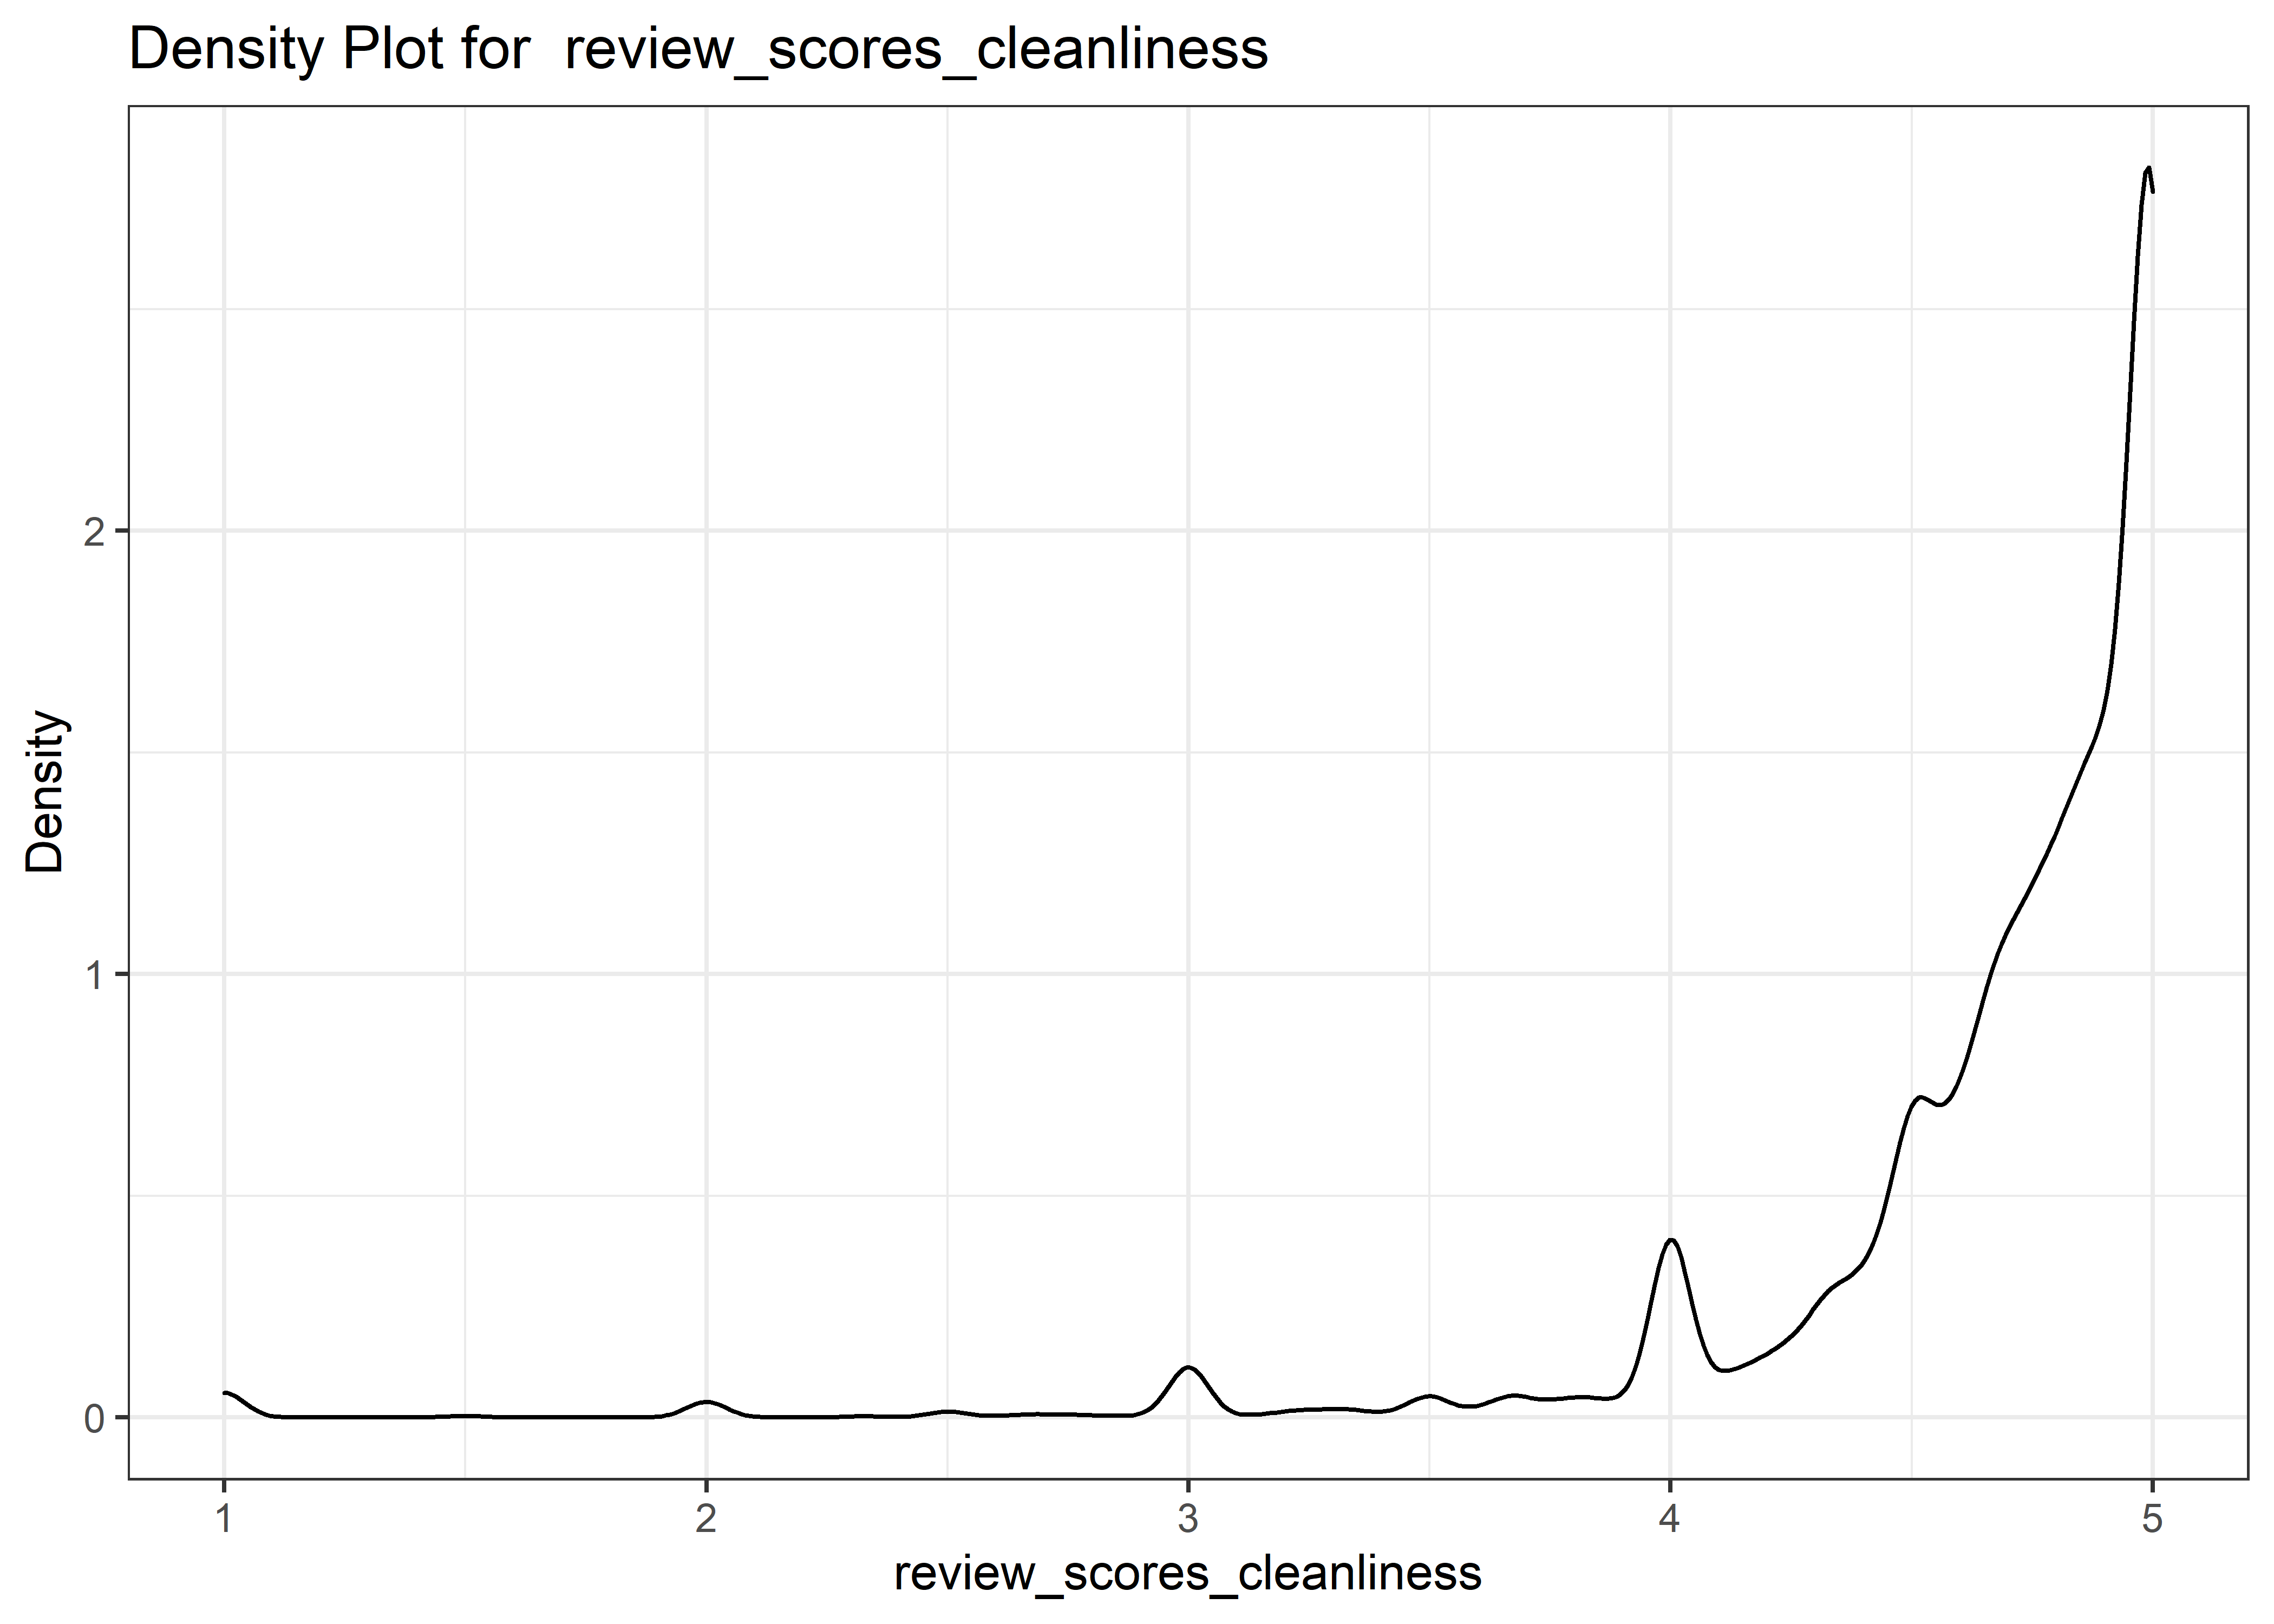 Density Plot for  review_scores_cleanliness
Density
2
1
0
1 2 3 4 5
review_scores_cleanliness